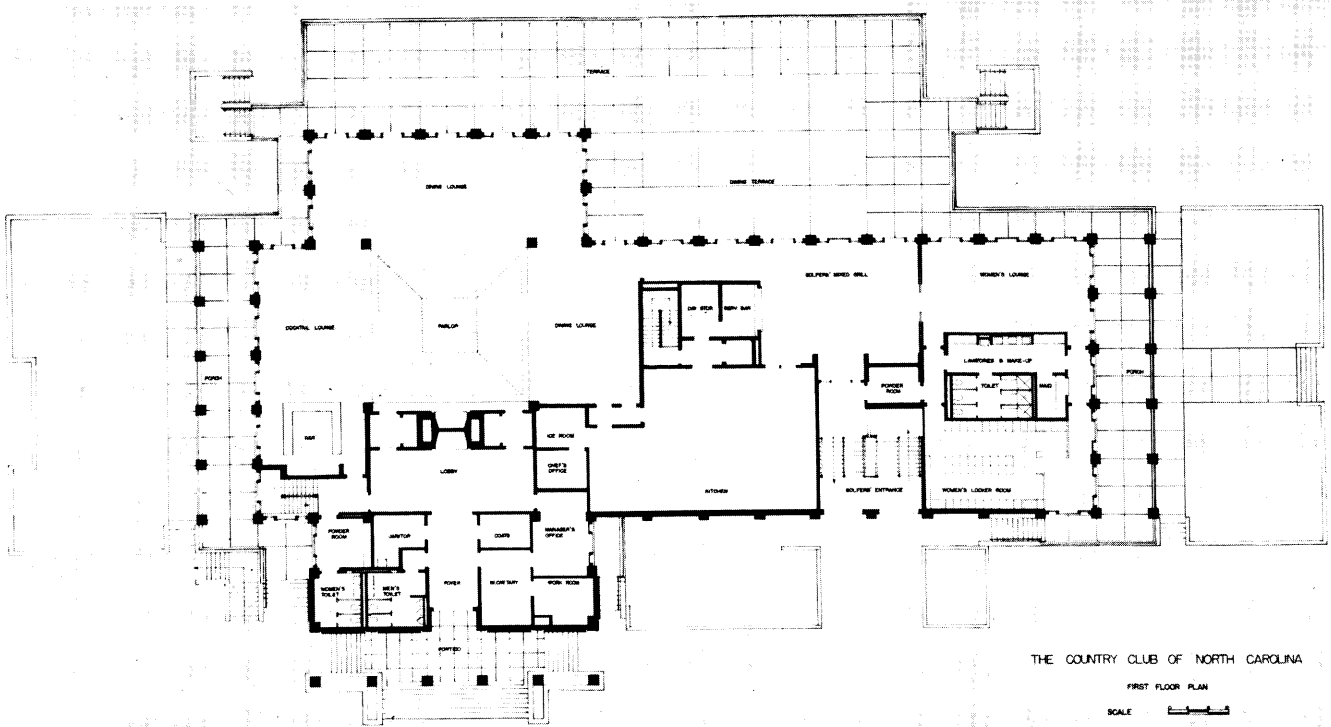 TERRACE
DINING LOUNGE
DINING TERRACE
GOLFERS' MIXED GRILL
WOMEN'S LOUNGE
COCKTAIL LOUNGE
PARLOR
DINING LOUNGE
LAVATORIES & MAKE-UP
PORCH
POWDER
ROOM
TOILET
MAID
PORCH
BAR
ICE ROOM
LOBBY
CHEF'S
OFFICE
KITCHEN
GOLFERS' ENTRANCE
WOMEN'S LOCKER ROOM
POWDER
ROOM
JANITOR
COATS
MANAGER'S
OFFICE
WOMEN'S
TOILET
MEN'S
TOILET
FOYER
SECRETARY
WORK ROOM
PORTICO
THE COUNTRY CLUB OF NORTH CAROLINA
FIRST FLOOR PLAN
SCALE